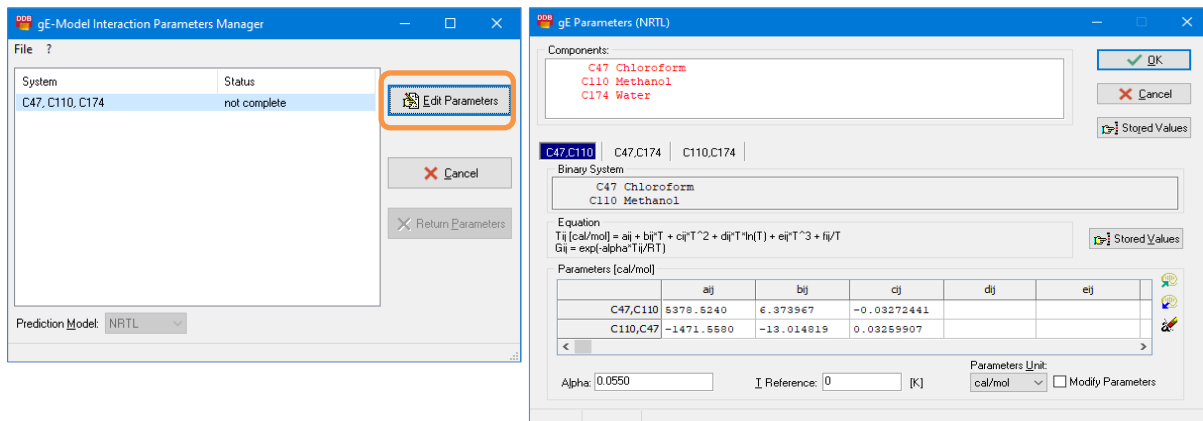 gE-Model Interaction Parameters Manager
File ?
System Status
C47, C110, C174 not complete
Edit Parameters
Cancel
Return Parameters
Prediction Model: NRTL
gE Parameters (NRTL)
Components:
C47 Chloroform
C110 Methanol
C174 Water
OK
Cancel
Stored Values
C47,C110 C47,C174 C110,C174
Binary System
C47 Chloroform
C110 Methanol
Equation
Tij [cal/mol] = aij + bij*T + cij*T^2 + dij*T*ln(T) + eij*T^3 + fij/T
Gij = exp(-alpha*Tij/RT)
Stored Values
Parameters [cal/mol]
aij bij cij dij eij
C47,C110 5378.5240 6.373967 -0.03272441
C110,C47 -1471.5580 -13.014819 0.03259907
Alpha: 0.0550 T Reference: 0 [K] Parameters Unit: cal/mol Modify Parameters